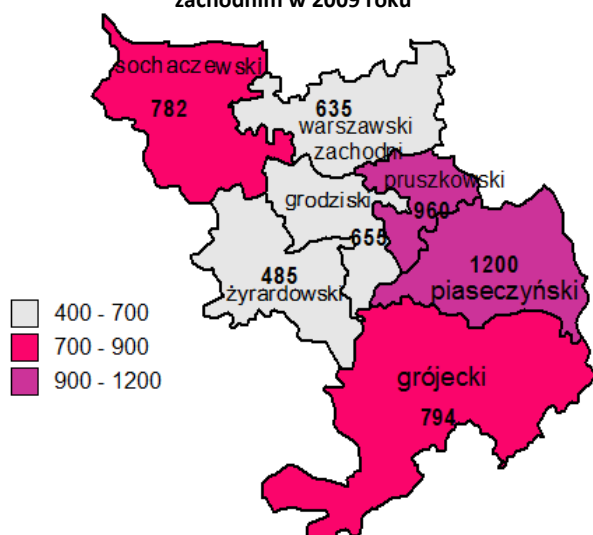 zachodnim w 2009 roku
sochaczewski
782
635
warszawski
zachodni
pruszkowski
960
grodziski
655
485
żyrardowski
1200
piaseczyński
grójecki
794
400 - 700
700 - 900
900 - 1200